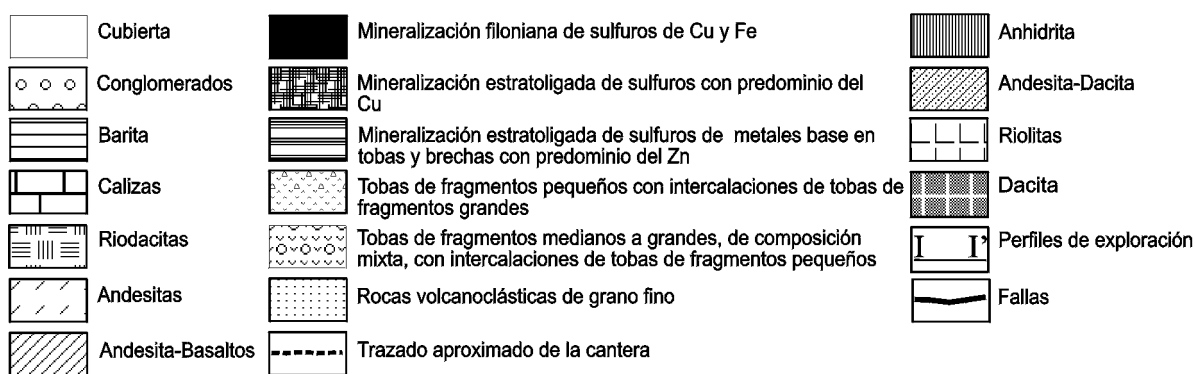 Cubierta
Conglomerados
Barita
Calizas
Riodacitas
Andesitas
Andesita-Basaltos
Mineralización filoniana de sulfuros de Cu y Fe
Mineralización estratoligada de sulfuros con predominio del
Cu
Mineralización estratoligada de sulfuros de metales base en
tobas y brechas con predominio del Zn
Tobas de fragmentos pequeños con intercalaciones de tobas de
fragmentos grandes
Tobas de fragmentos medianos a grandes, de composición
mixta, con intercalaciones de tobas de fragmentos pequeños
Rocas volcanoclásticas de grano fino
Trazado aproximado de la cantera
Anhidrita
Andesita-Dacita
Riolitas
Dacita
I I' Perfiles de exploración
Fallas